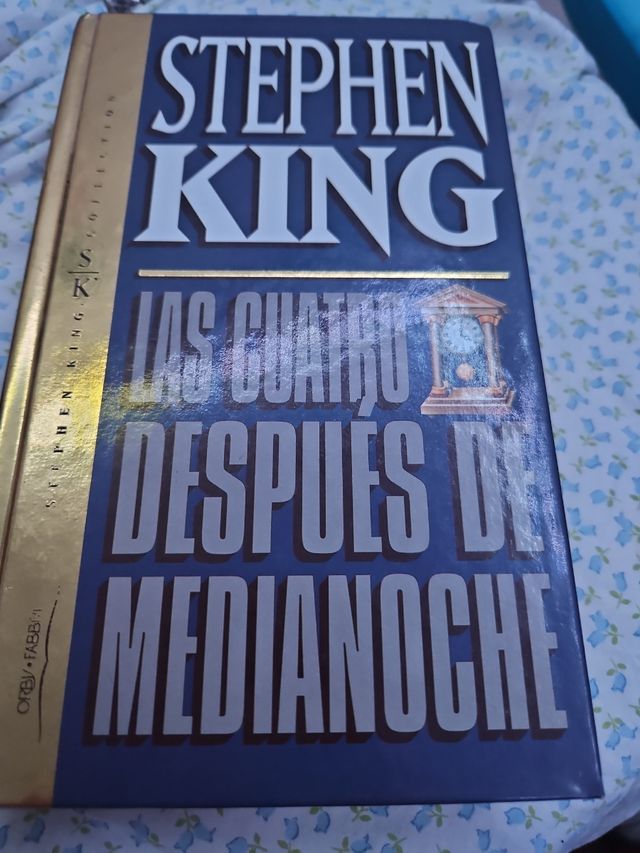 STEPHEN
KING
LAS CUATRO
DESPUÉS DE
MEDIANOCHE
STEPHEN KING
SK
COLLECTION
ORBIS • FABBRI